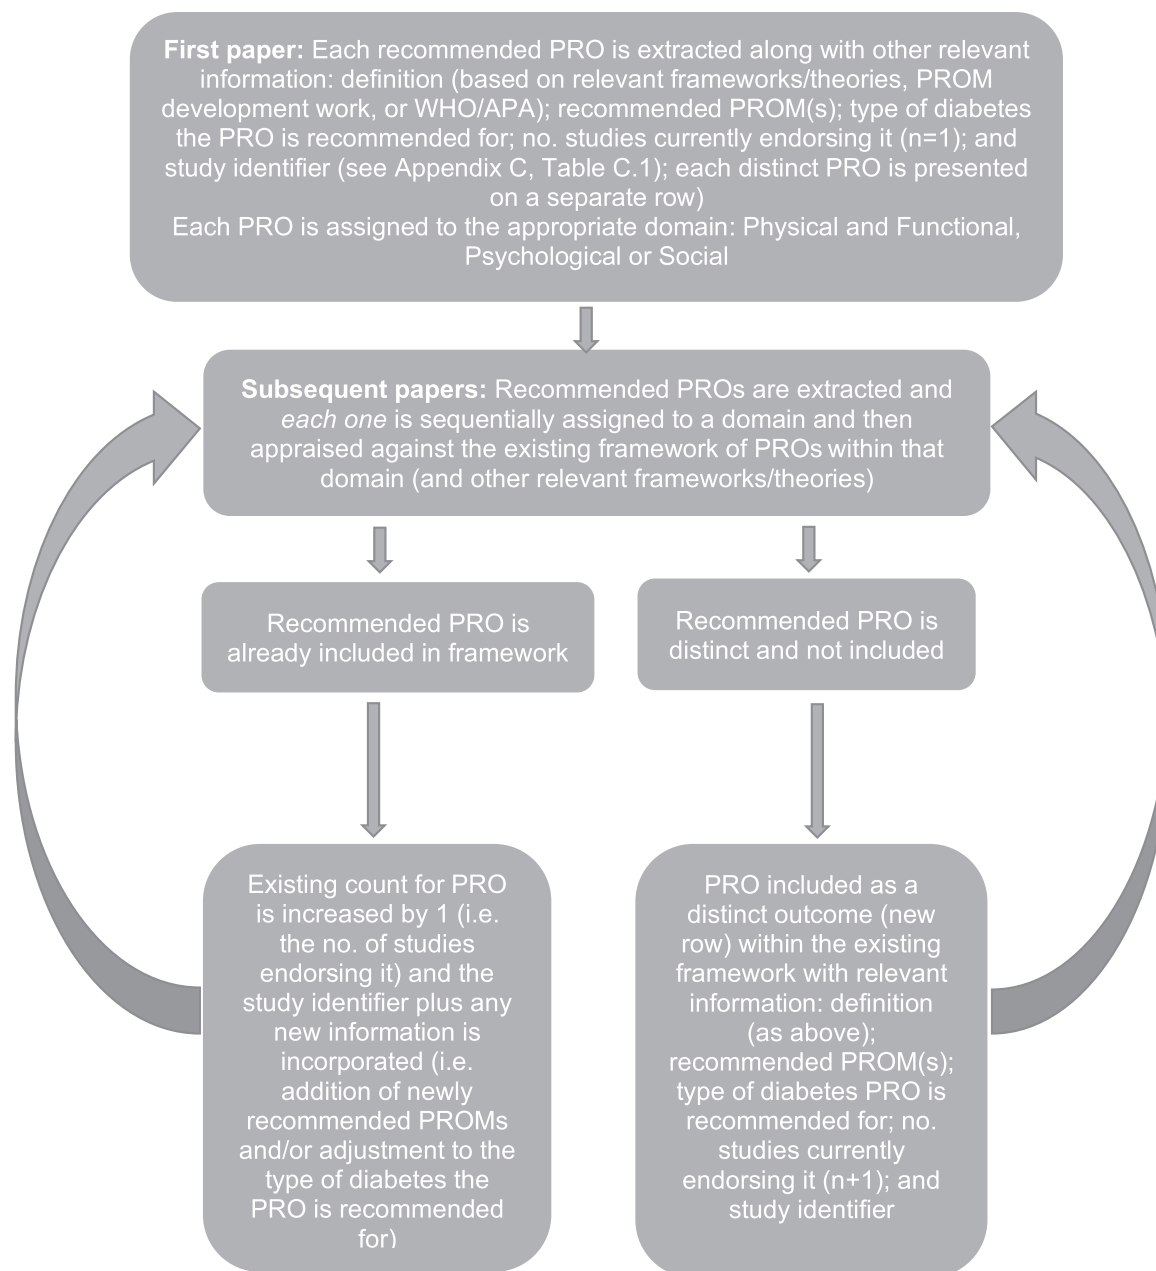 First paper: Each recommended PRO is extracted along with other relevant
information: definition (based on relevant frameworks/theories, PROM
development work, or WHO/APA); recommended PROM(s); type of diabetes
the PRO is recommended for; no. studies currently endorsing it (n=1); and
study identifier (see Appendix C, Table C.1); each distinct PRO is presented
on a separate row)
Each PRO is assigned to the appropriate domain: Physical and Functional,
Psychological or Social
Subsequent papers: Recommended PROs are extracted and
each one is sequentially assigned to a domain and then
appraised against the existing framework of PROs within that
domain (and other relevant frameworks/theories)
Recommended PRO is
already included in framework
Recommended PRO is
distinct and not included
Existing count for PRO
is increased by 1 (i.e.
the no. of studies
endorsing it) and the
study identifier plus any
new information is
incorporated (i.e.
addition of newly
recommended PROMs
and/or adjustment to the
type of diabetes the
PRO is recommended
for)
PRO included as a
distinct outcome (new
row) within the existing
framework with relevant
information: definition
(as above);
recommended PROM(s);
type of diabetes PRO is
recommended for; no.
studies currently
endorsing it (n+1); and
study identifier